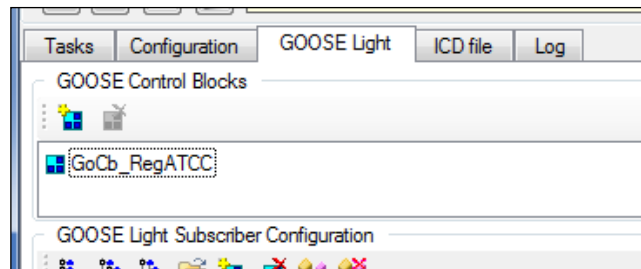 Tasks Configuration GOOSE Light ICD file Log
GOOSE Control Blocks
GoCb_RegATCC
GOOSE Light Subscriber Configuration